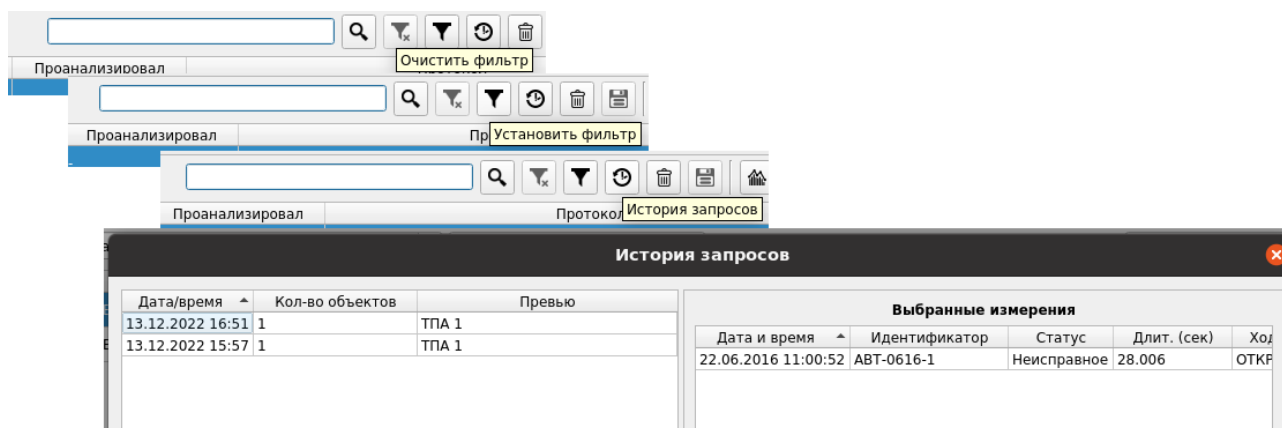 Очистить фильтр
Проанализировал
Установить фильтр
Проанализировал
История запросов
Проанализировал Протокол
История запросов
Дата/время Кол-во объектов Превью
13.12.2022 16:51 1 ТПА 1
13.12.2022 15:57 1 ТПА 1
Выбранные измерения
Дата и время Идентификатор Статус Длит. (сек) Ход
22.06.2016 11:00:52 АВТ-0616-1 Неисправное 28.006 ОТКР